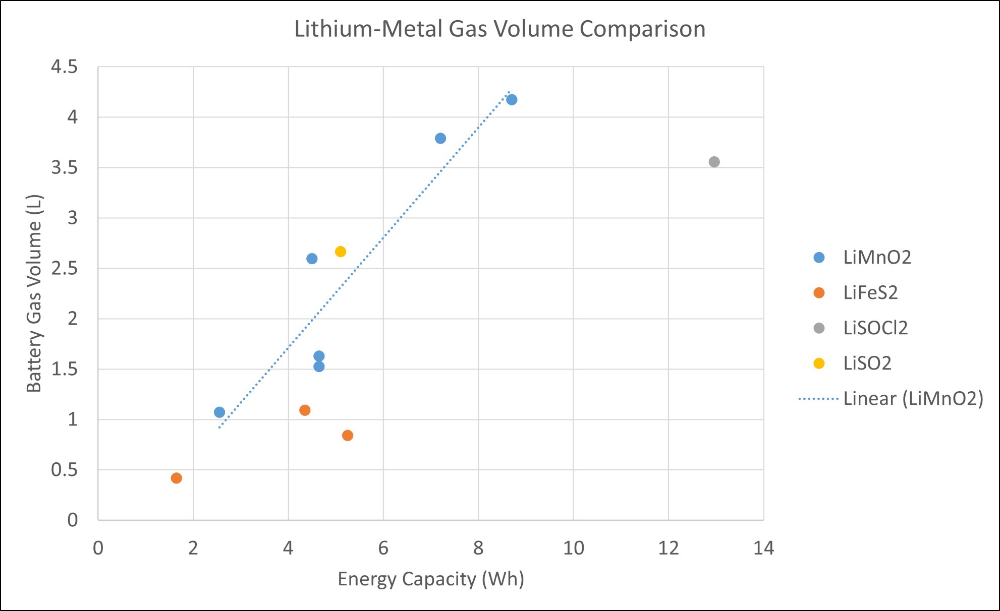 Lithium-Metal Gas Volume Comparison
4.5
4
3.5
3
2.5
2
1.5
1
0.5
0
Battery Gas Volume (L)
0 2 4 6 8 10 12 14
Energy Capacity (Wh)
LiMnO2
LiFeS2
LiSOCl2
LiSO2
Linear (LiMnO2)